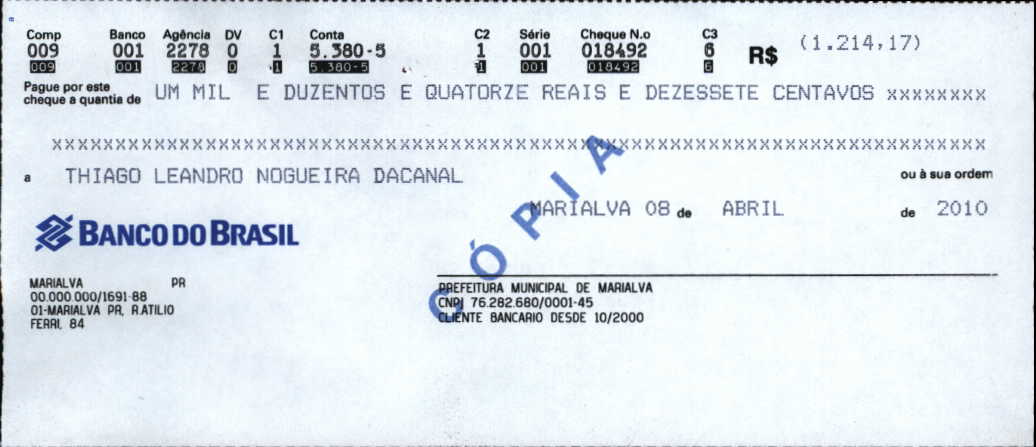 Comp Banco Agência DV C1 Conta C2 Série Cheque N.o C3
009 001 2278 0 1 5.380-5 1 001 018492 6 R$ (1.214,17)
009 001 2278 0 1 5.380-5 1 001 018492 6
Pague por este
cheque a quantia de UM MIL E DUZENTOS E QUATORZE REAIS E DEZESSETE CENTAVOS xxxxxxxx
xxxxxxxxxxxxxxxxxxxxxxxxxxxxxxxxxxxxxxxxxxxxxxxxxxxxxxxxxxxxxxxxxxxxxxxxxxx
a THIAGO LEANDRO NOGUEIRA DACANAL ou à sua ordem
MARIALVA 08 de ABRIL de 2010
BANCO DO BRASIL
CÓPIA
MARIALVA PR
00.000.000/1691-88
01-MARIALVA PR, R.ATILIO
FERRI, 84
PREFEITURA MUNICIPAL DE MARIALVA
CNPJ 76.282.680/0001-45
CLIENTE BANCARIO DESDE 10/2000